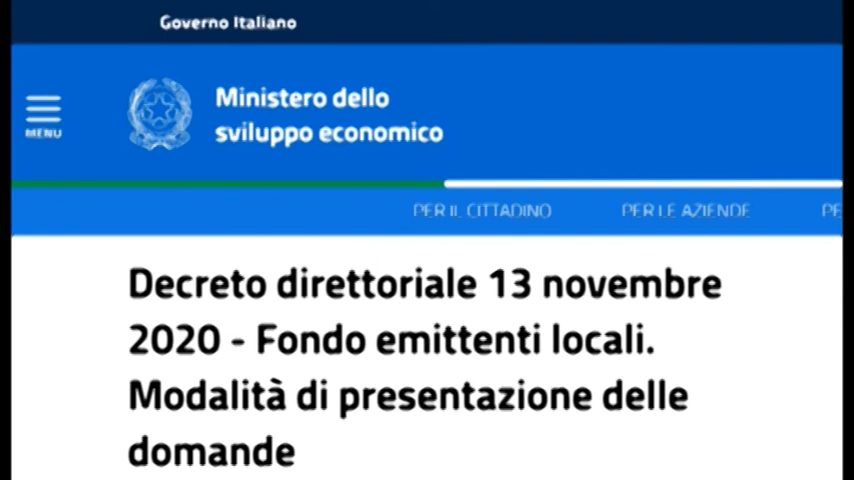 Governo Italiano
MENU
Ministero dello
sviluppo economico
PER IL CITTADINO
PER LE AZIENDE
PE
Decreto direttoriale 13 novembre
2020 - Fondo emittenti locali.
Modalità di presentazione delle
domande